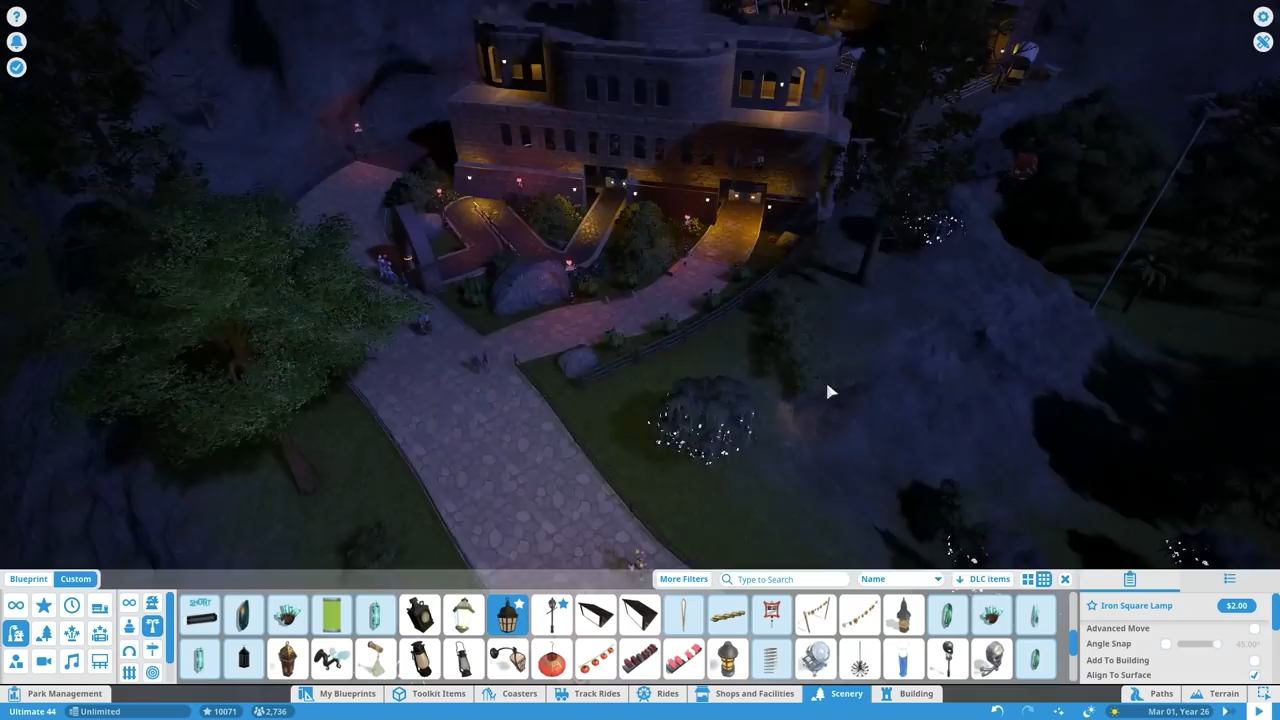 Blueprint
Custom
More Filters
Type to Search
Name
DLC items
Iron Square Lamp
$2.00
Advanced Move
Angle Snap
45.00°
Add To Building
Align To Surface
Park Management
My Blueprints
Toolkit Items
Coasters
Track Rides
Rides
Shops and Facilities
Scenery
Building
Paths
Terrain
Ultimate 44
Unlimited
10071
2,736
Mar 01, Year 26